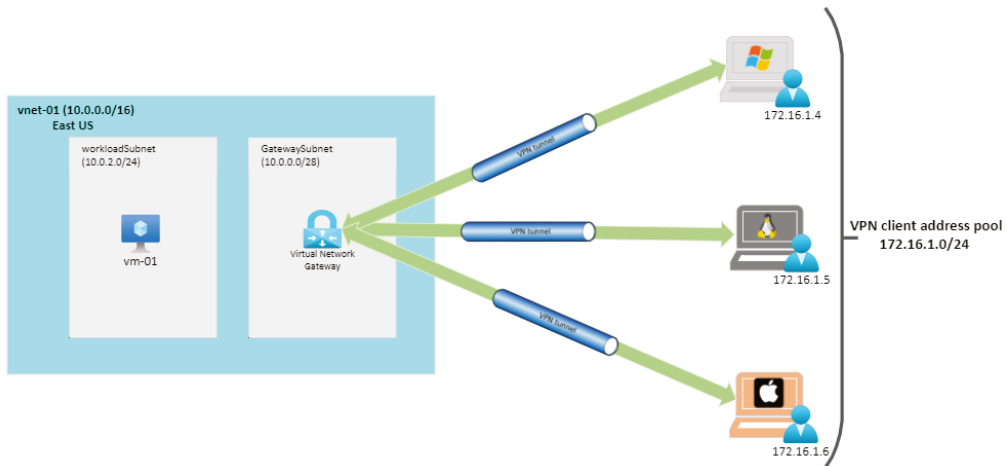 vnet-01 (10.0.0.0/16)
East US
workloadSubnet
(10.0.2.0/24)
vm-01
GatewaySubnet
(10.0.0.0/28)
Virtual Network
Gateway
VPN tunnel
VPN tunnel
VPN tunnel
172.16.1.4
172.16.1.5
172.16.1.6
VPN client address pool
172.16.1.0/24